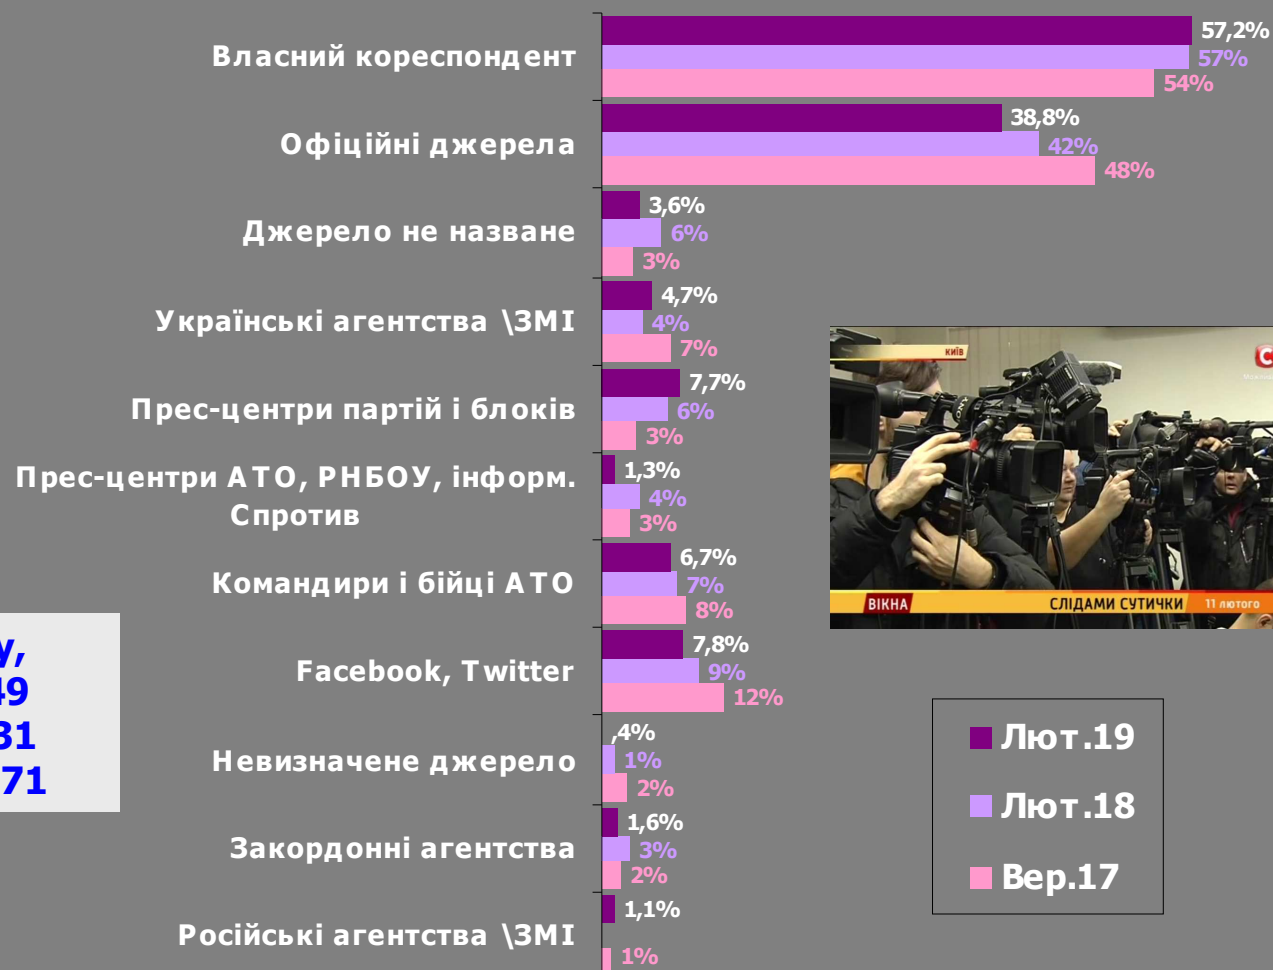 Власний кореспондент
57,2%
57%
54%
Офіційні джерела
38,8%
42%
48%
Джерело не назване
3,6%
6%
3%
Українські агентства \ЗМІ
4,7%
4%
7%
Прес-центри партій і блоків
7,7%
6%
3%
Прес-центри АТО, РНБОУ, інформ.
Спротив
1,3%
4%
3%
Командири і бійці АТО
6,7%
7%
8%
Facebook, Twitter
7,8%
9%
12%
Невизначене джерело
,4%
1%
2%
Закордонні агентства
1,6%
3%
2%
Російські агентства \ЗМІ
1,1%
1%
у,
49
31
71
КИЇВ
SONY
ВІКНА
СЛІДАМИ СУТИЧКИ
11 лютого
Лют.19
Лют.18
Вер.17